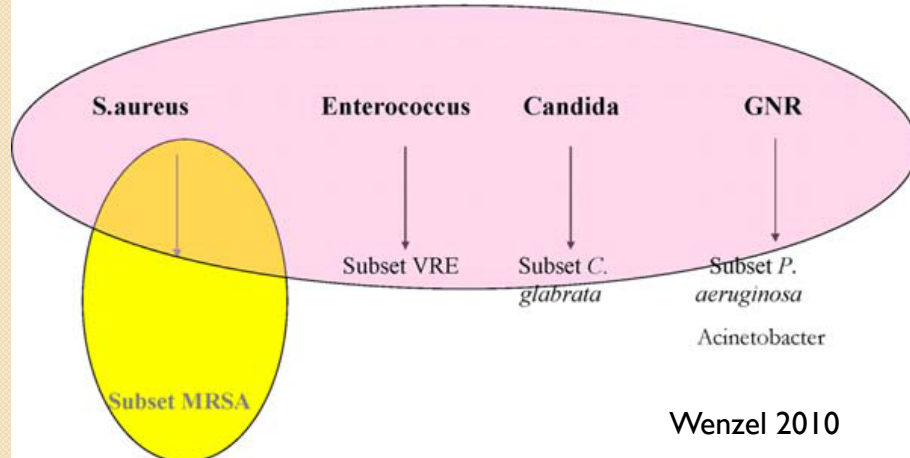 S.aureus Enterococcus Candida GNR
Subset VRE Subset C. Subset P.
glabrata aeruginosa
Acinetobacter
Subset MRSA
Wenzel 2010